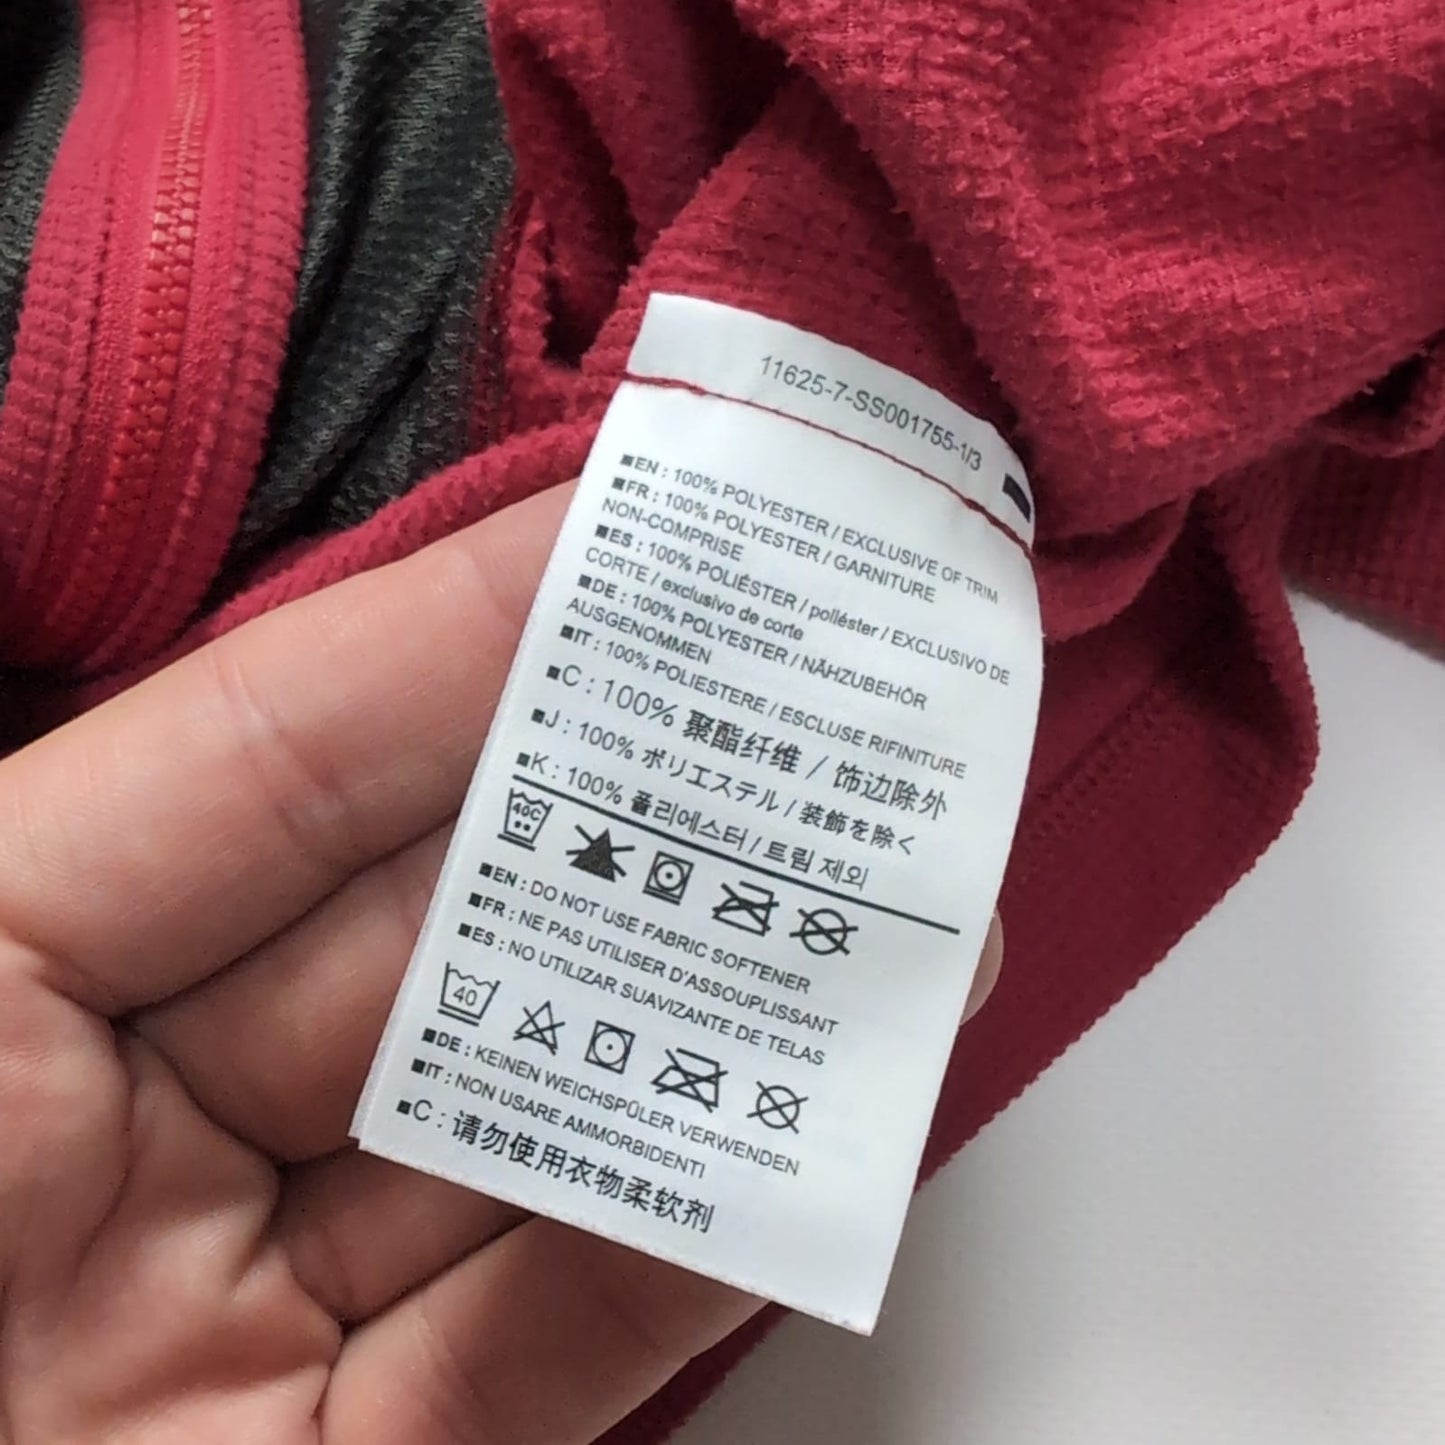 11625-7-SS001755-1/3
■EN : 100% POLYESTER / EXCLUSIVE OF TRIM
■FR : 100% POLYESTER / GARNITURE
NON-COMPRISE
■ES : 100% POLIÉSTER / poliéster / EXCLUSIVO DE
CORTE / exclusivo de corte
■DE : 100% POLYESTER / NÄHZUBEHÖR
AUSGENOMMEN
■IT : 100% POLIESTERE / ESCLUSE RIFINITURE
■C : 100% 聚酯纤维 / 饰边除外
■J : 100% ポリエステル / 装飾を除く
■K : 100% 폴리에스터 / 트림 제외
40C
■EN : DO NOT USE FABRIC SOFTENER
■FR : NE PAS UTILISER D'ASSOUPLISSANT
■ES : NO UTILIZAR SUAVIZANTE DE TELAS
40
■DE : KEINEN WEICHSPÜLER VERWENDEN
■IT : NON USARE AMMORBIDENTI
■C : 请勿使用衣物柔软剂